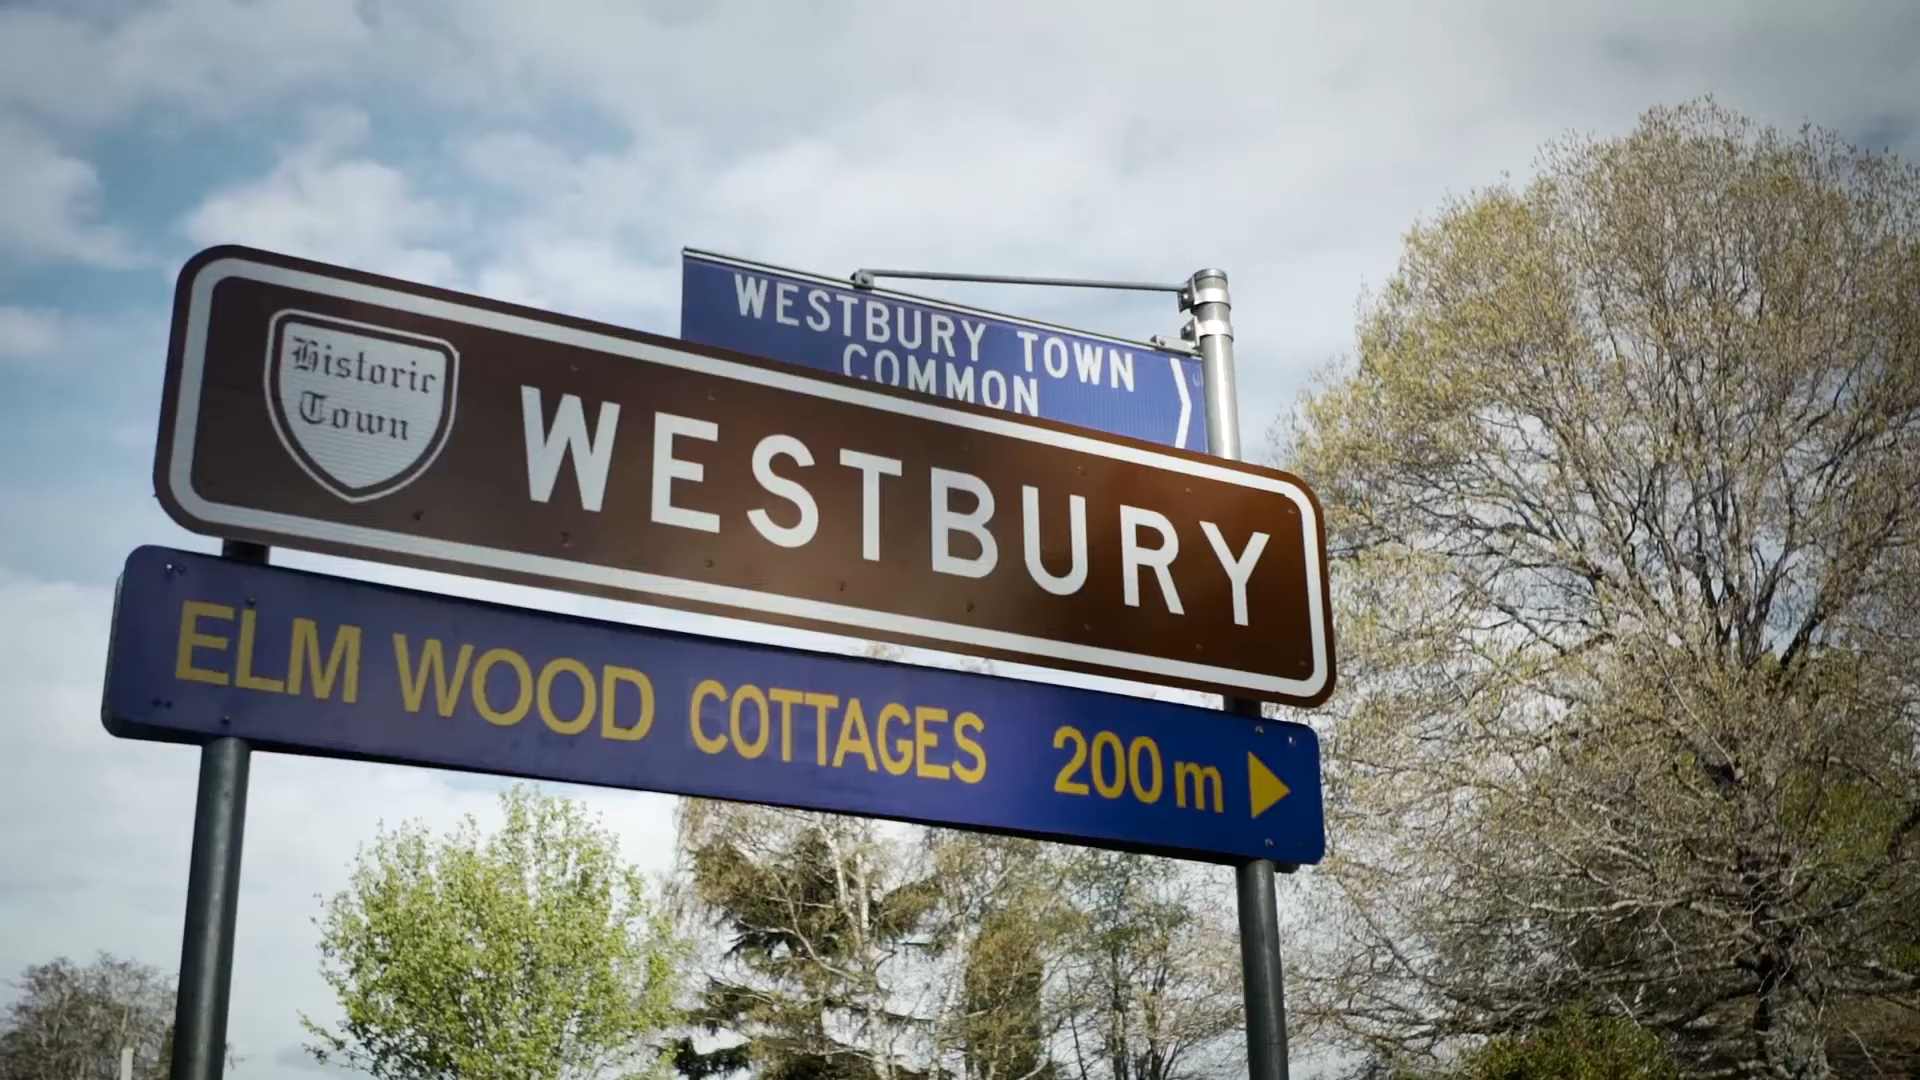 WESTBURY TOWN
COMMON
Historic
Town
WESTBURY
ELM WOOD COTTAGES 200 m